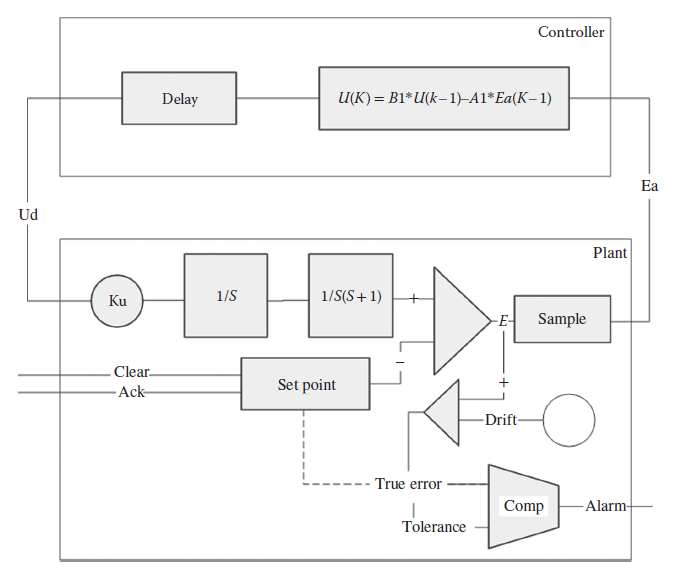 Controller
Delay
U(K) = B1*U(k−1)–A1*Ea(K−1)
Ea
Ud
Plant
Ku
1/S
1/S(S+1)
+
E
Sample
Clear
Ack
Set point
−
+
Drift
True error
Comp
Alarm
Tolerance